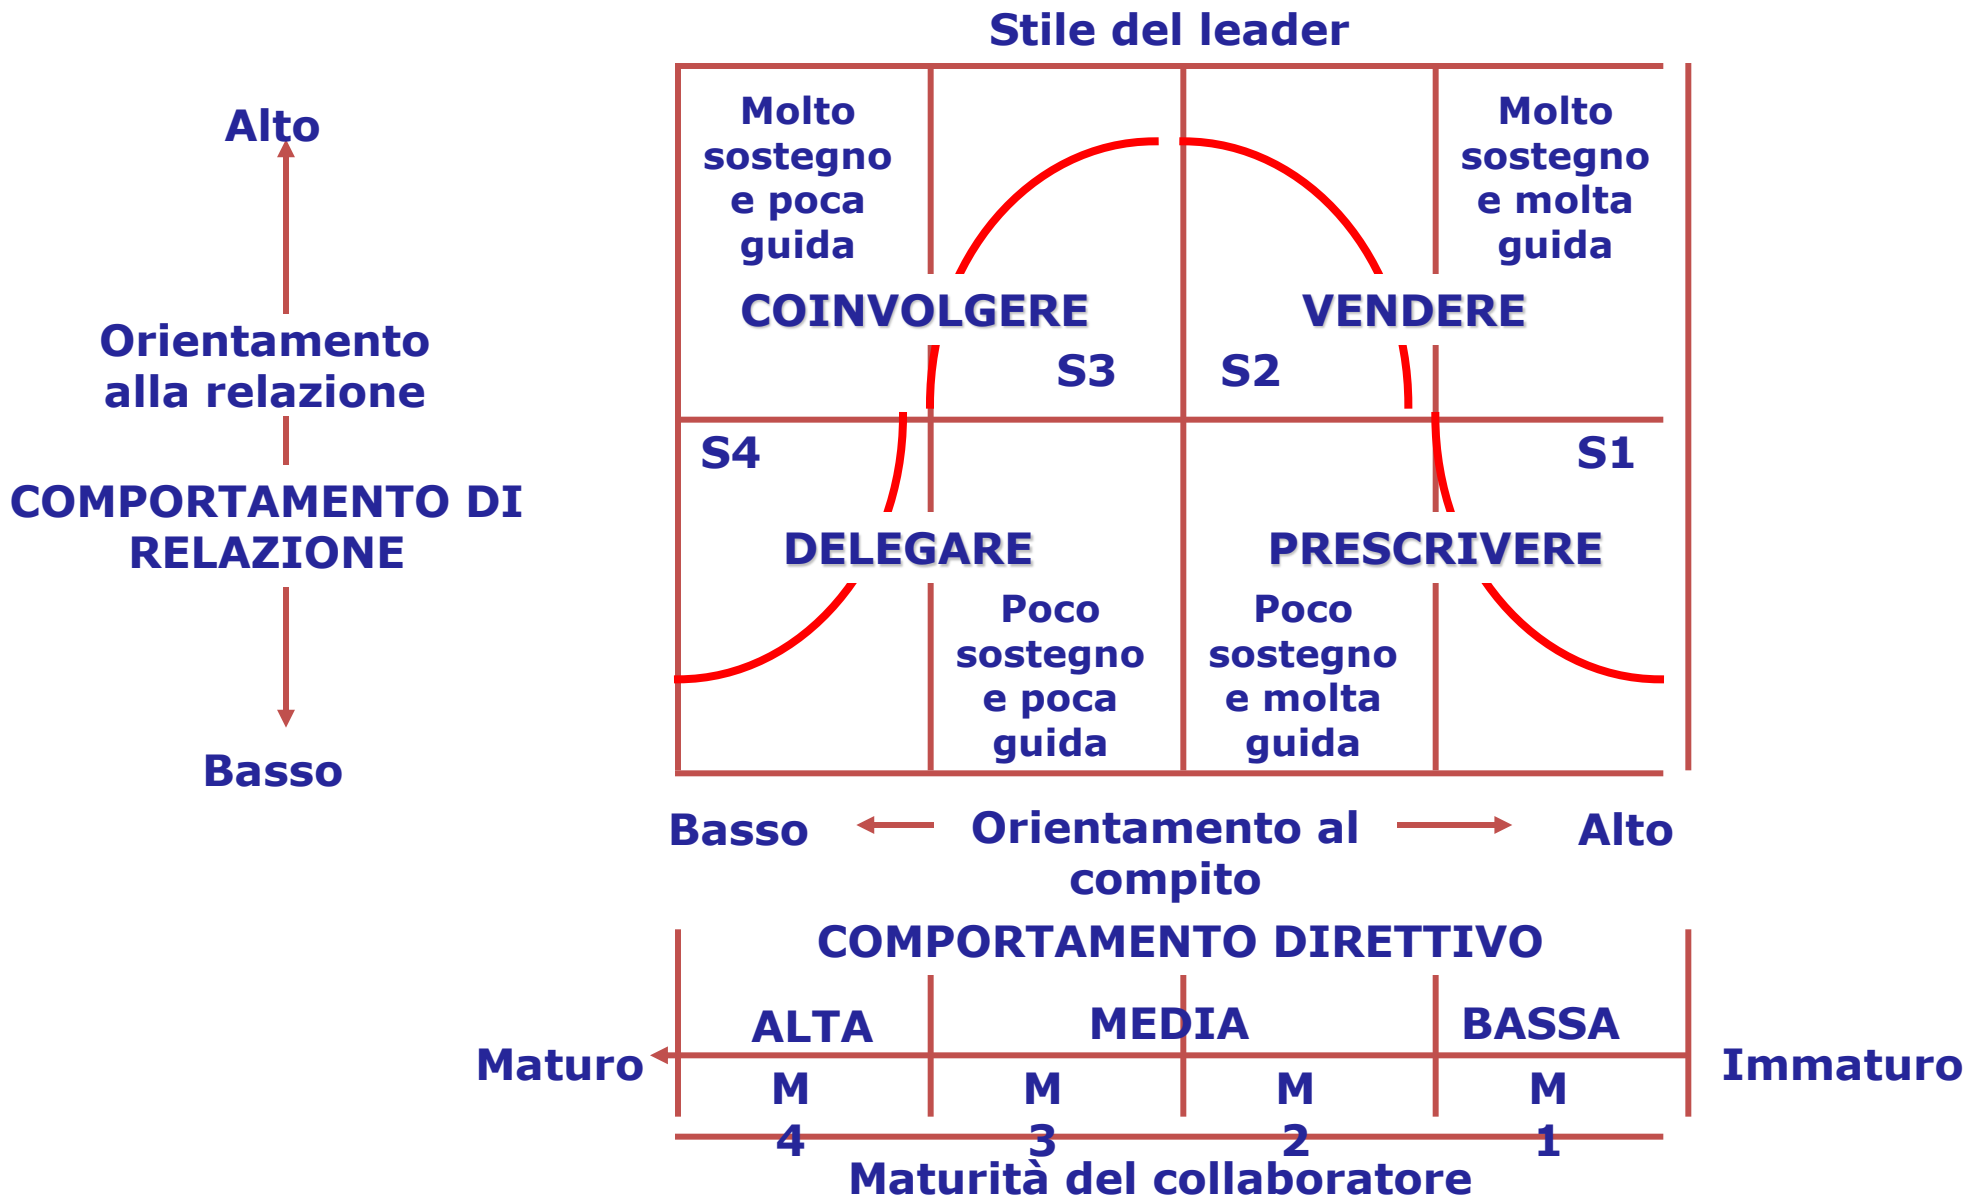 Stile del leader
Alto
Molto
sostegno
e poca
guida
Molto
sostegno
e molta
guida
COINVOLGERE
VENDERE
Orientamento
alla relazione
S3
S2
S4
S1
COMPORTAMENTO DI
RELAZIONE
DELEGARE
PRESCRIVERE
Poco
sostegno
e poca
guida
Poco
sostegno
e molta
guida
Basso
Basso
Orientamento al
compito
Alto
COMPORTAMENTO DIRETTIVO
ALTA
MEDIA
BASSA
Maturo
Immaturo
M
4
M
3
M
2
M
1
Maturità del collaboratore